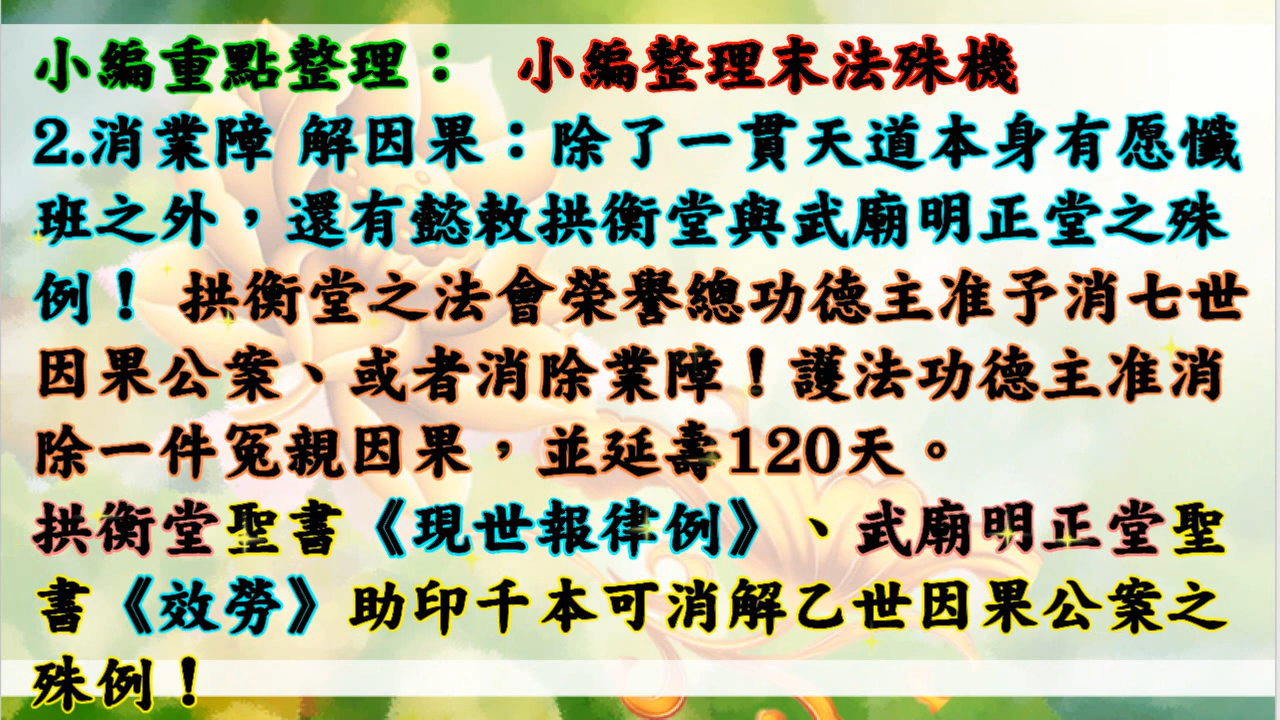 小編重點整理： 小編整理末法殊機
2.消業障 解因果：除了一貫天道本身有愿懺
班之外，還有懿敕拱衡堂與武廟明正堂之殊
例！ 拱衡堂之法會榮譽總功德主准予消七世
因果公案、或者消除業障！護法功德主准消
除一件冤親因果，並延壽120天。
拱衡堂聖書《現世報律例》、武廟明正堂聖
書《效勞》助印千本可消解乙世因果公案之
殊例！